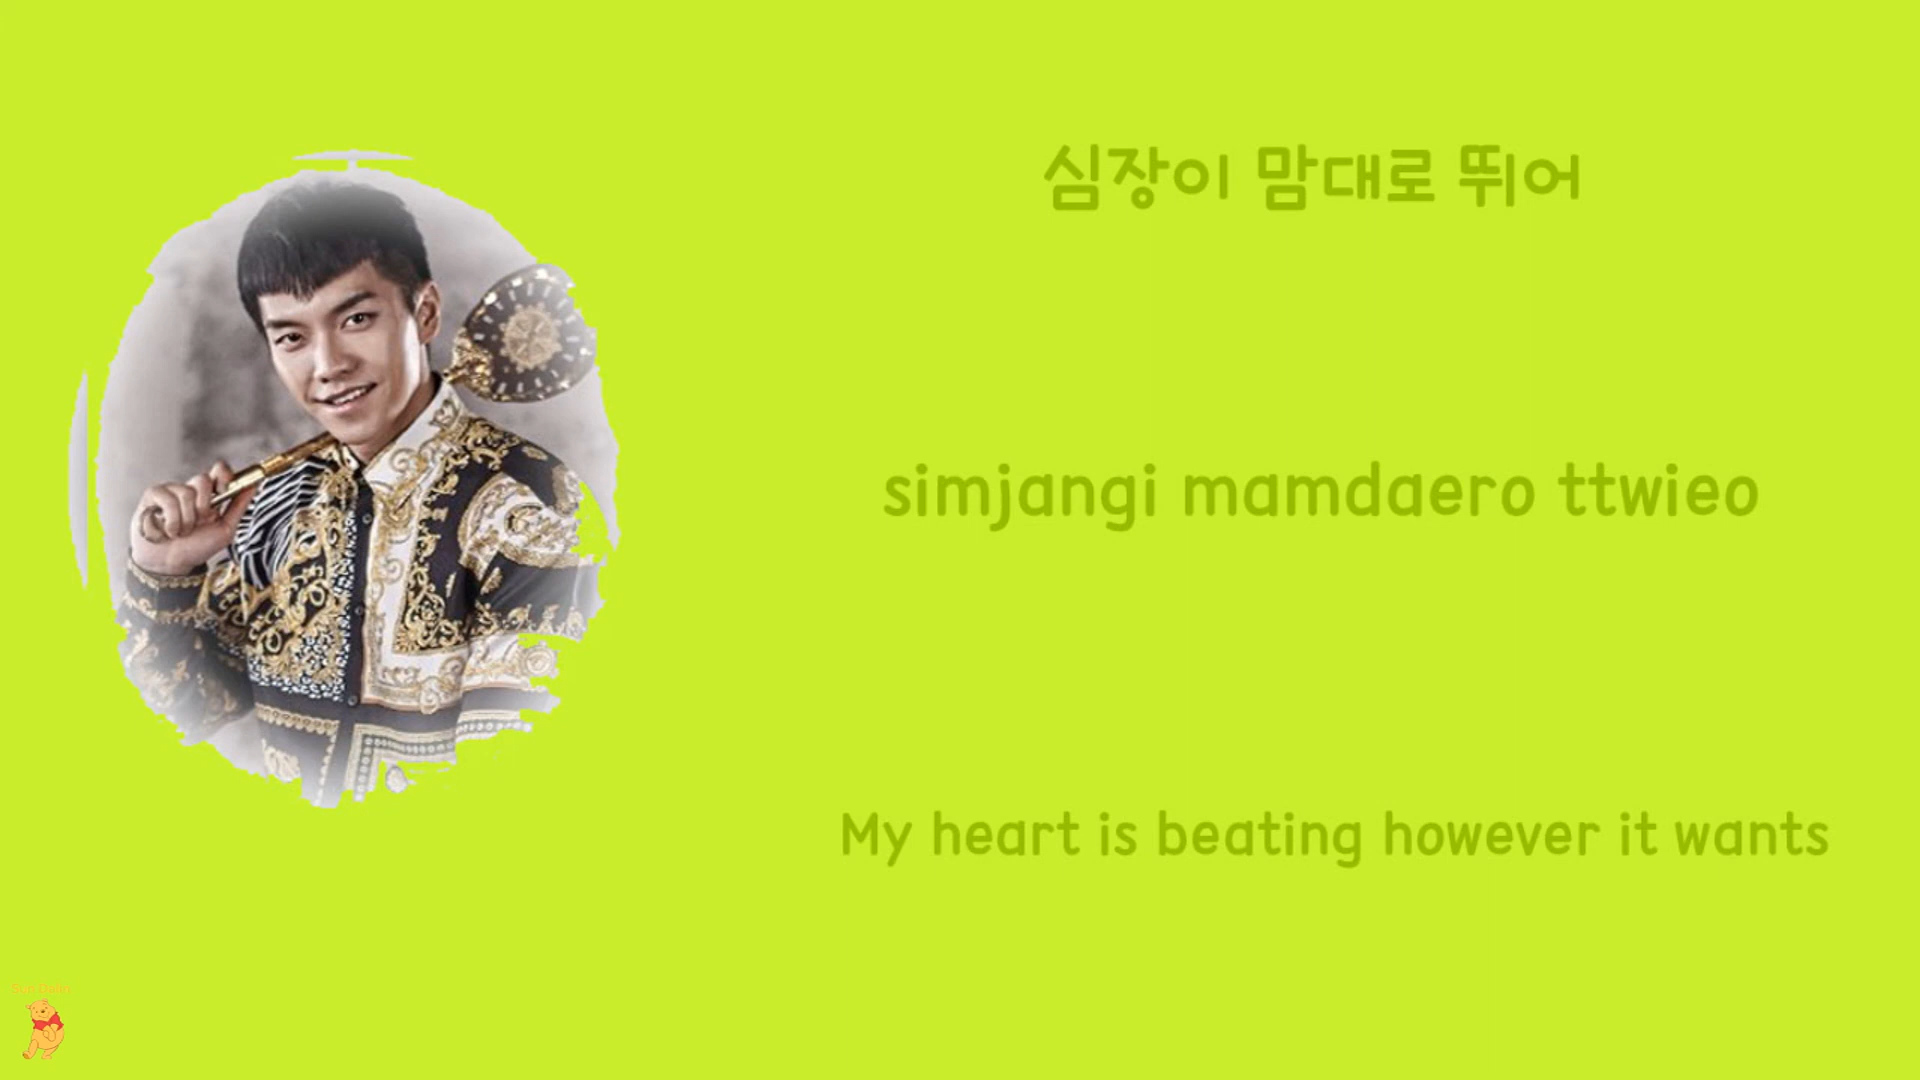 심장이 맘대로 뛰어
simjangi mamdaero ttwieo
My heart is beating however it wants